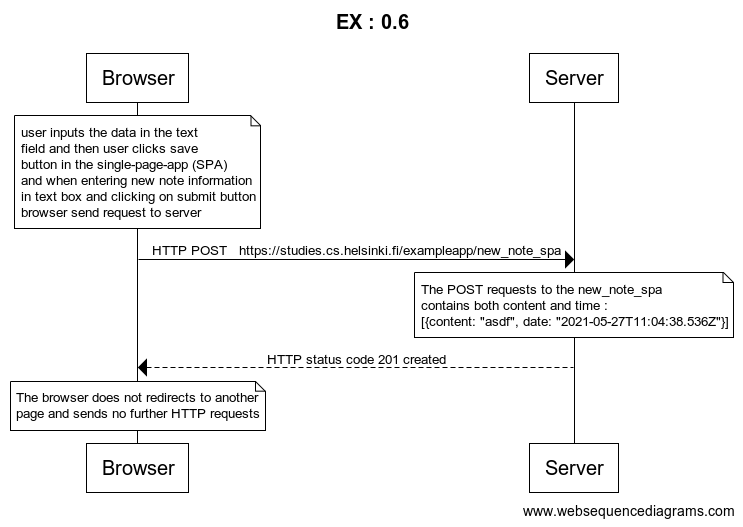 EX : 0.6
Browser
Server
user inputs the data in the text
field and then user clicks save
button in the single-page-app (SPA)
and when entering new note information
in text box and clicking on submit button
browser send request to server
HTTP POST https://studies.cs.helsinki.fi/exampleapp/new_note_spa
The POST requests to the new_note_spa
contains both content and time :
[{content: "asdf", date: "2021-05-27T11:04:38.536Z"}]
HTTP status code 201 created
The browser does not redirects to another
page and sends no further HTTP requests
Browser
Server
www.websequencediagrams.com